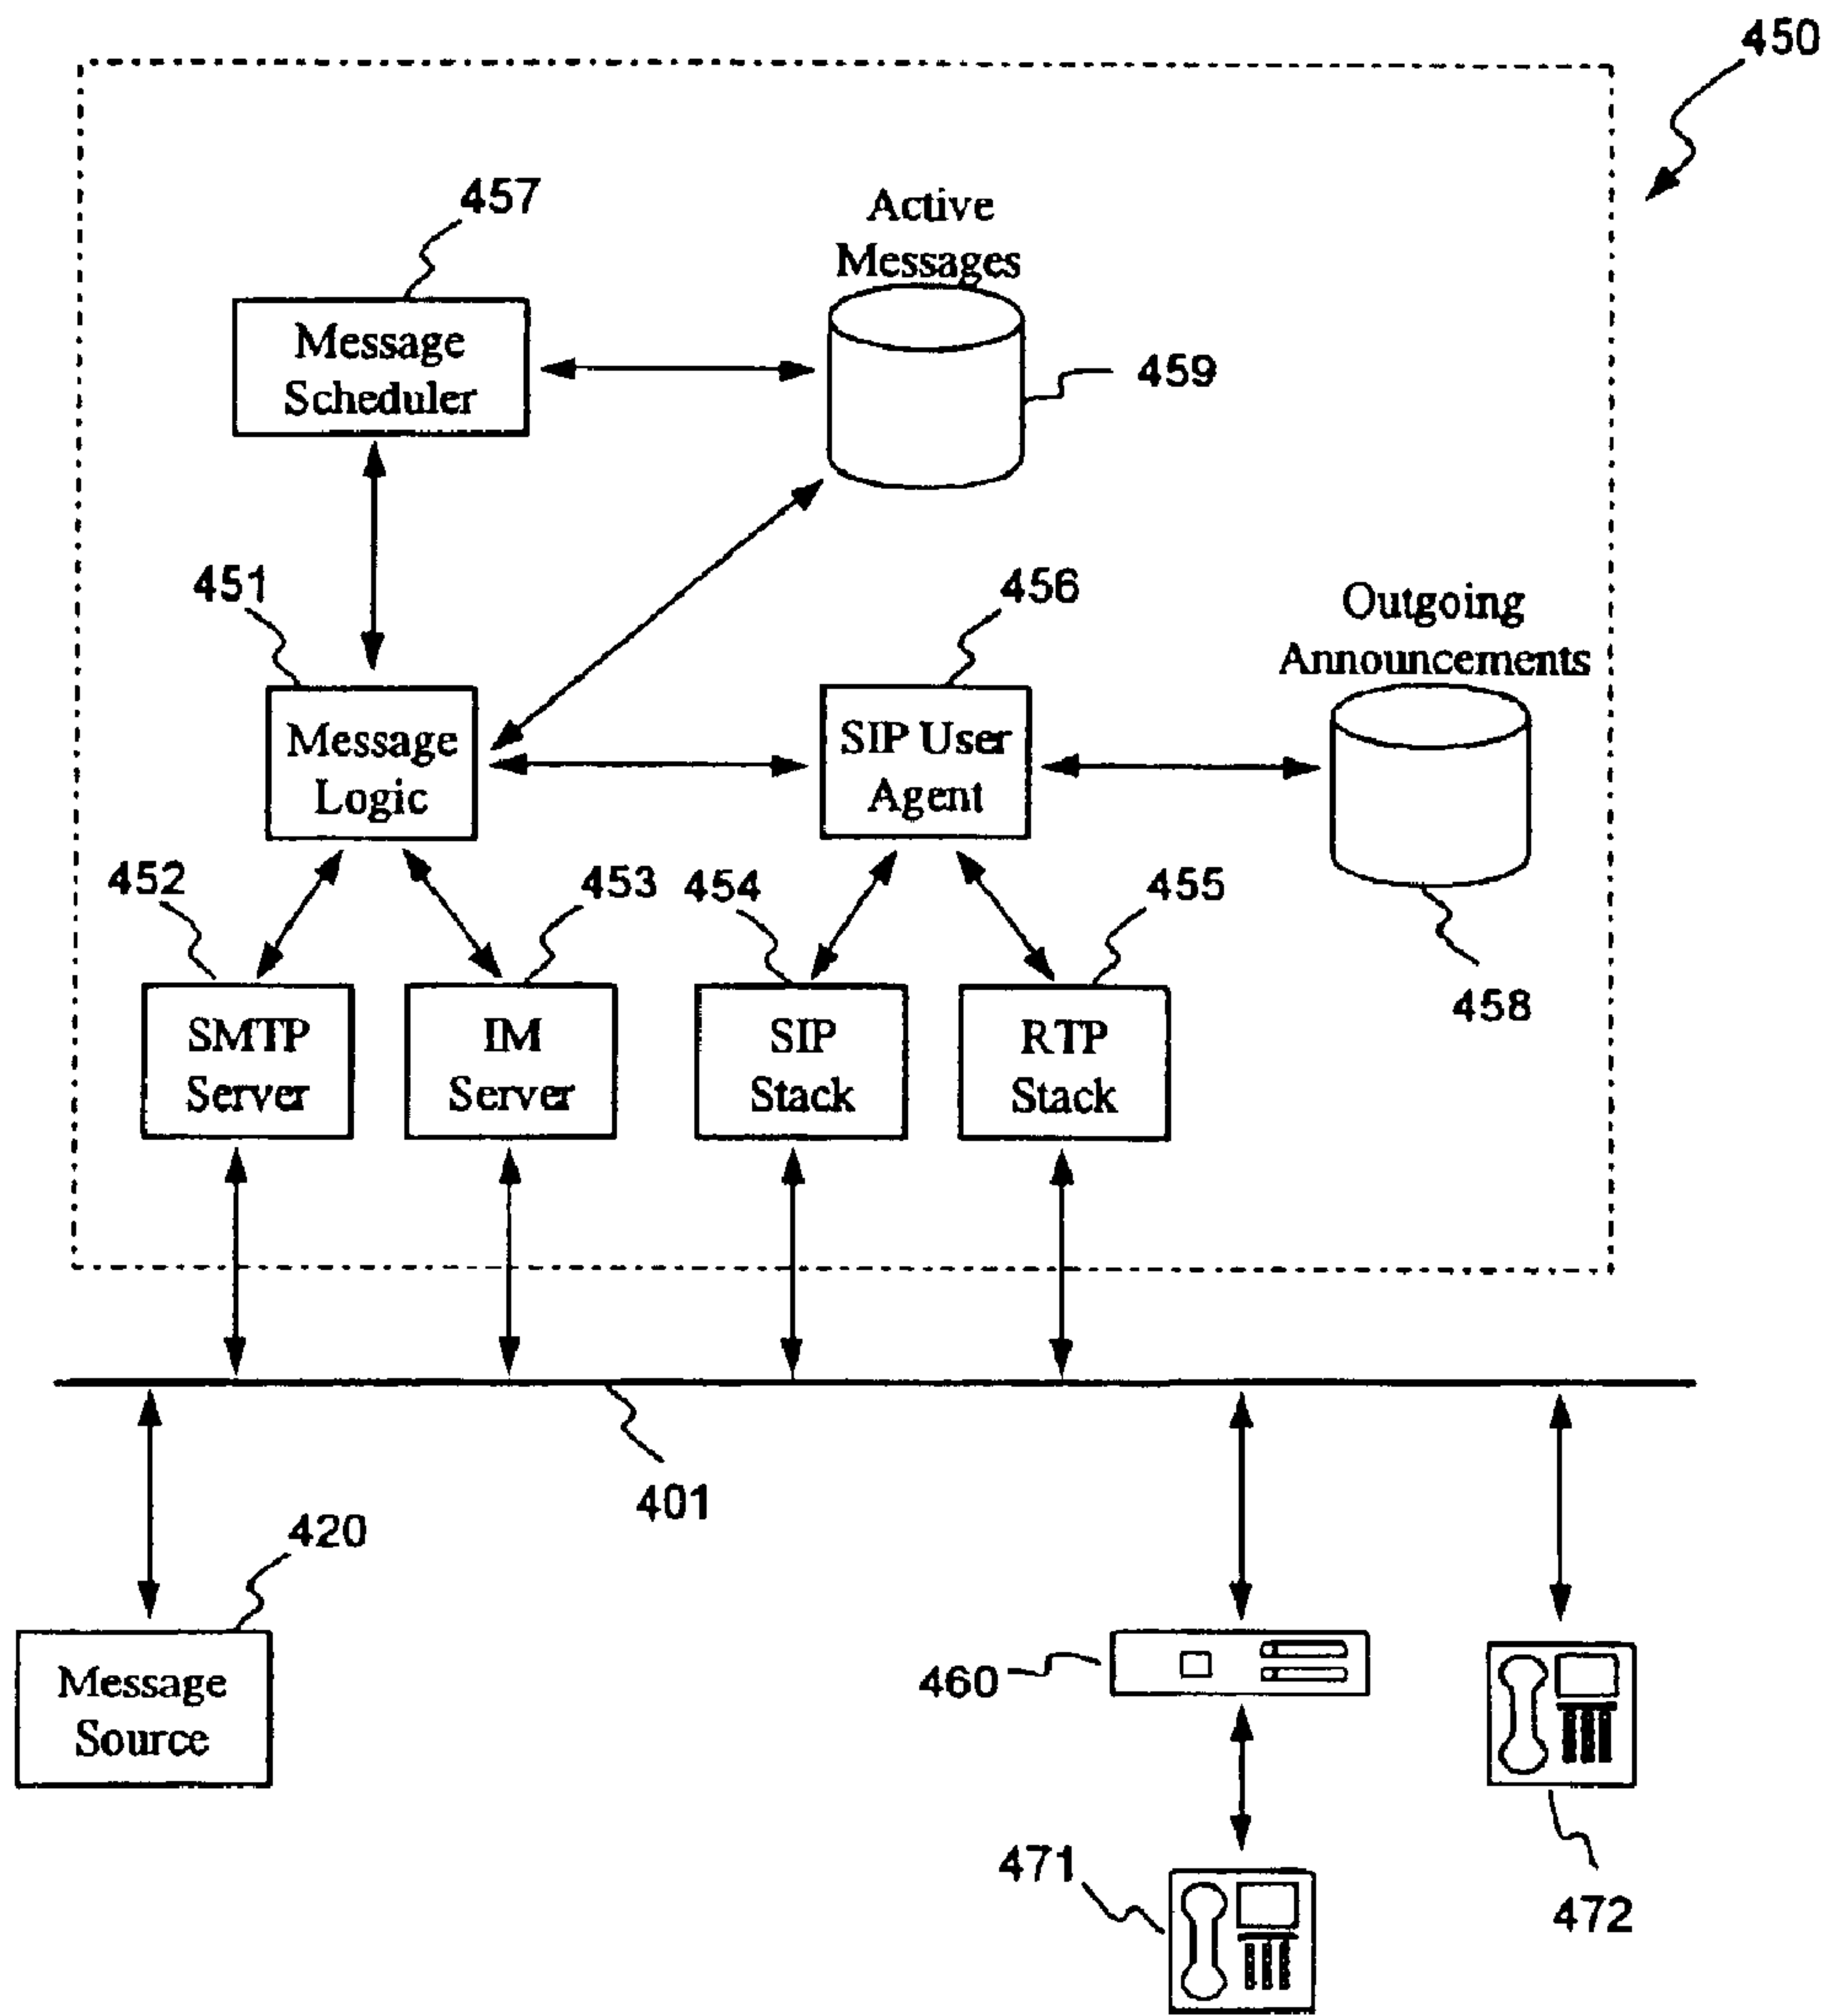 450
457
Active
Messages
Message
Scheduler
459
451
456
Outgoing
Announcements
Message
Logic
SIP User
Agent
452
453
454
455
458
SMTP
Server
IM
Server
SIP
Stack
RTP
Stack
401
420
Message
Source
460
471
472